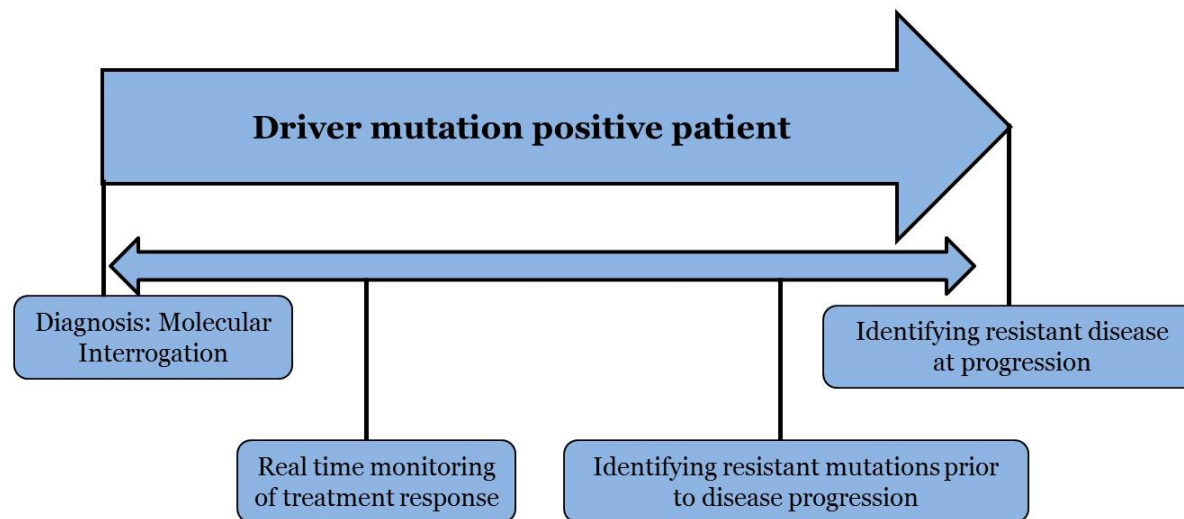 Driver mutation positive patient
Diagnosis: Molecular
Interrogation
Identifying resistant disease
at progression
Real time monitoring
of treatment response
Identifying resistant mutations prior
to disease progression